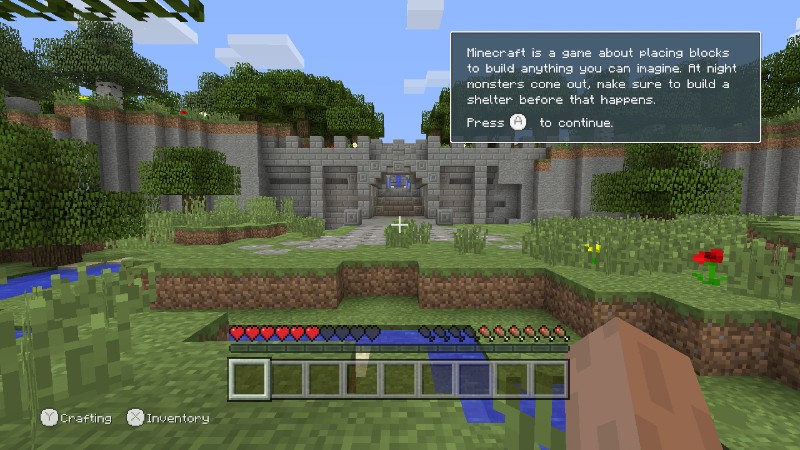 Minecraft is a game about placing blocks
to build anything you can imagine. At night
monsters come out, make sure to build a
shelter before that happens.
Press A to continue.
Y Crafting X Inventory